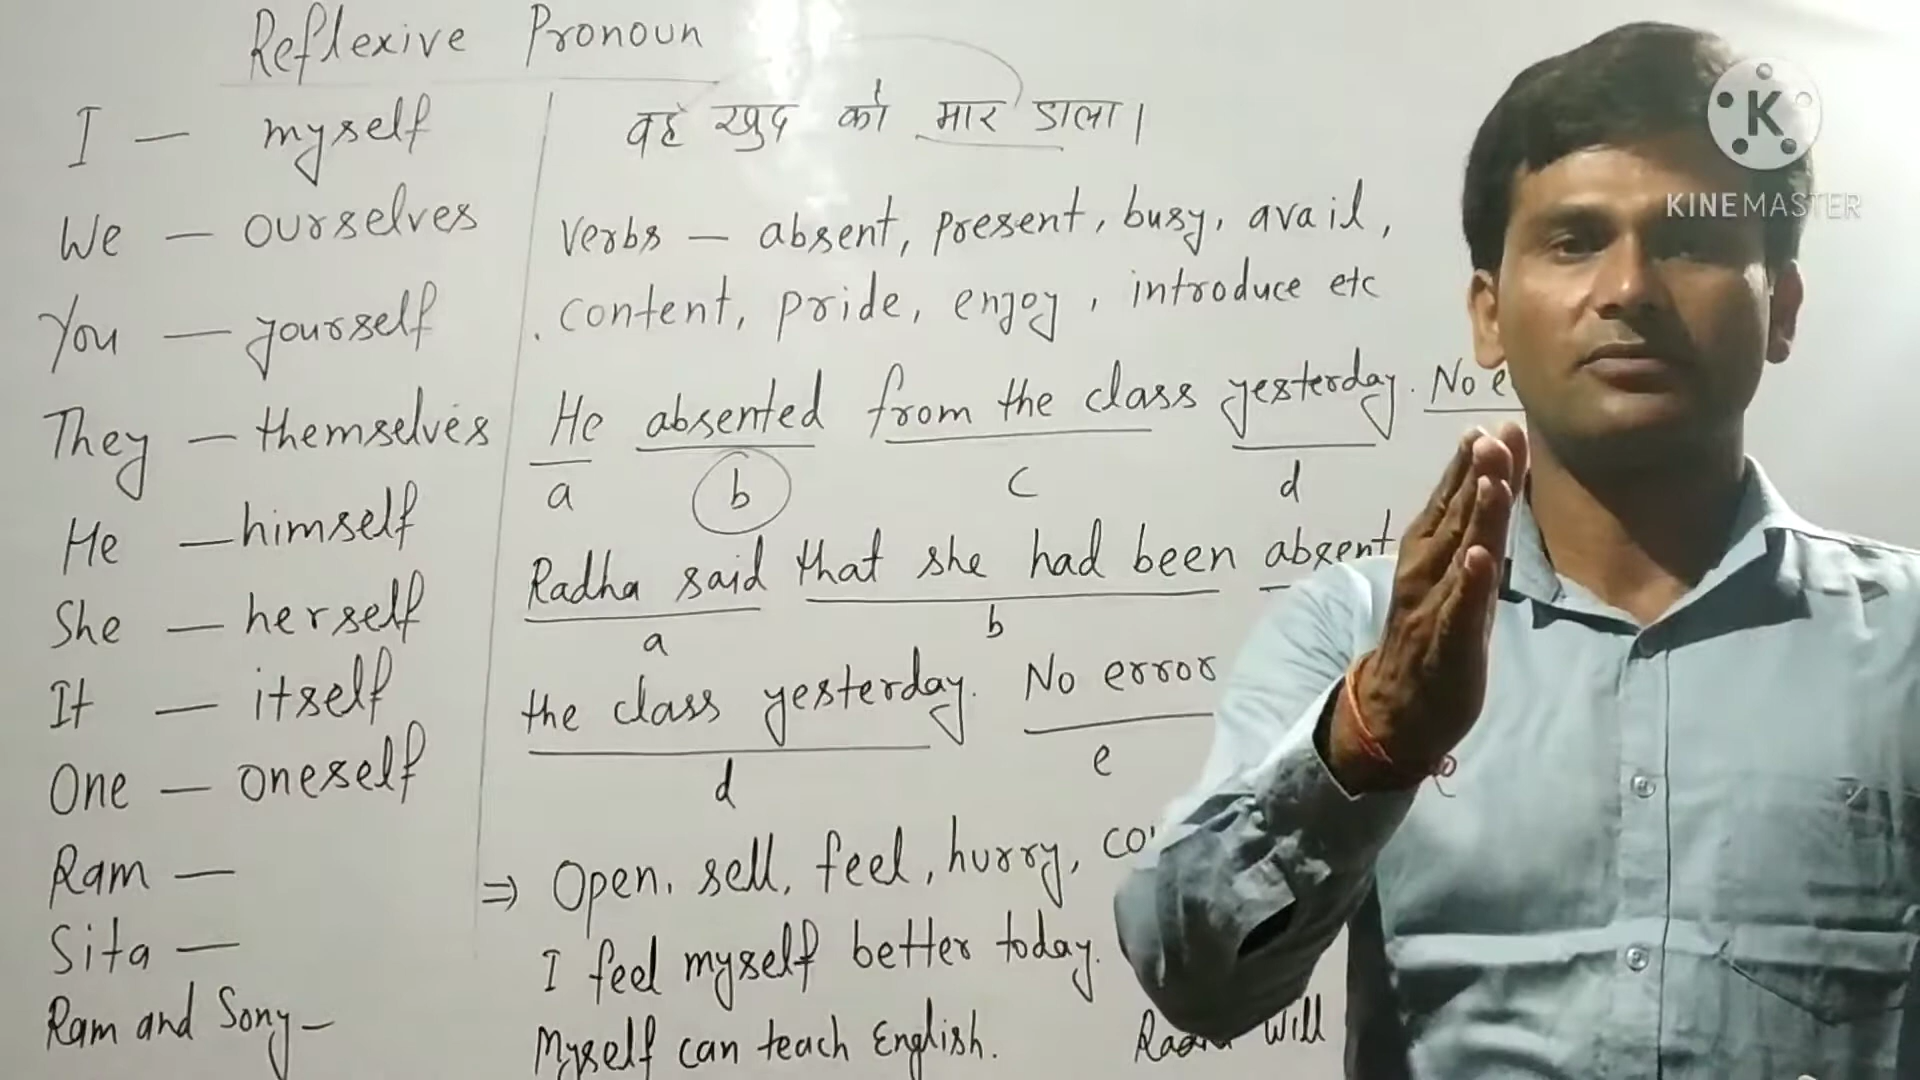 Reflexive Pronoun
I — myself
We — ourselves
You — yourself
They — themselves
He — himself
She — herself
It — itself
One — oneself
Ram —
Sita —
Ram and Sony —
वह खुद को मार डाला।
Verbs — absent, present, busy, avail,
content, pride, enjoy, introduce etc
He absented from the class yesterday. No
a b c d
Radha said that she had been absent
a b
the class yesterday. No error
d e
⇒ Open, sell, feel, hurry,
I feel myself better today.
Myself can teach English. will
K
KINEMASTER